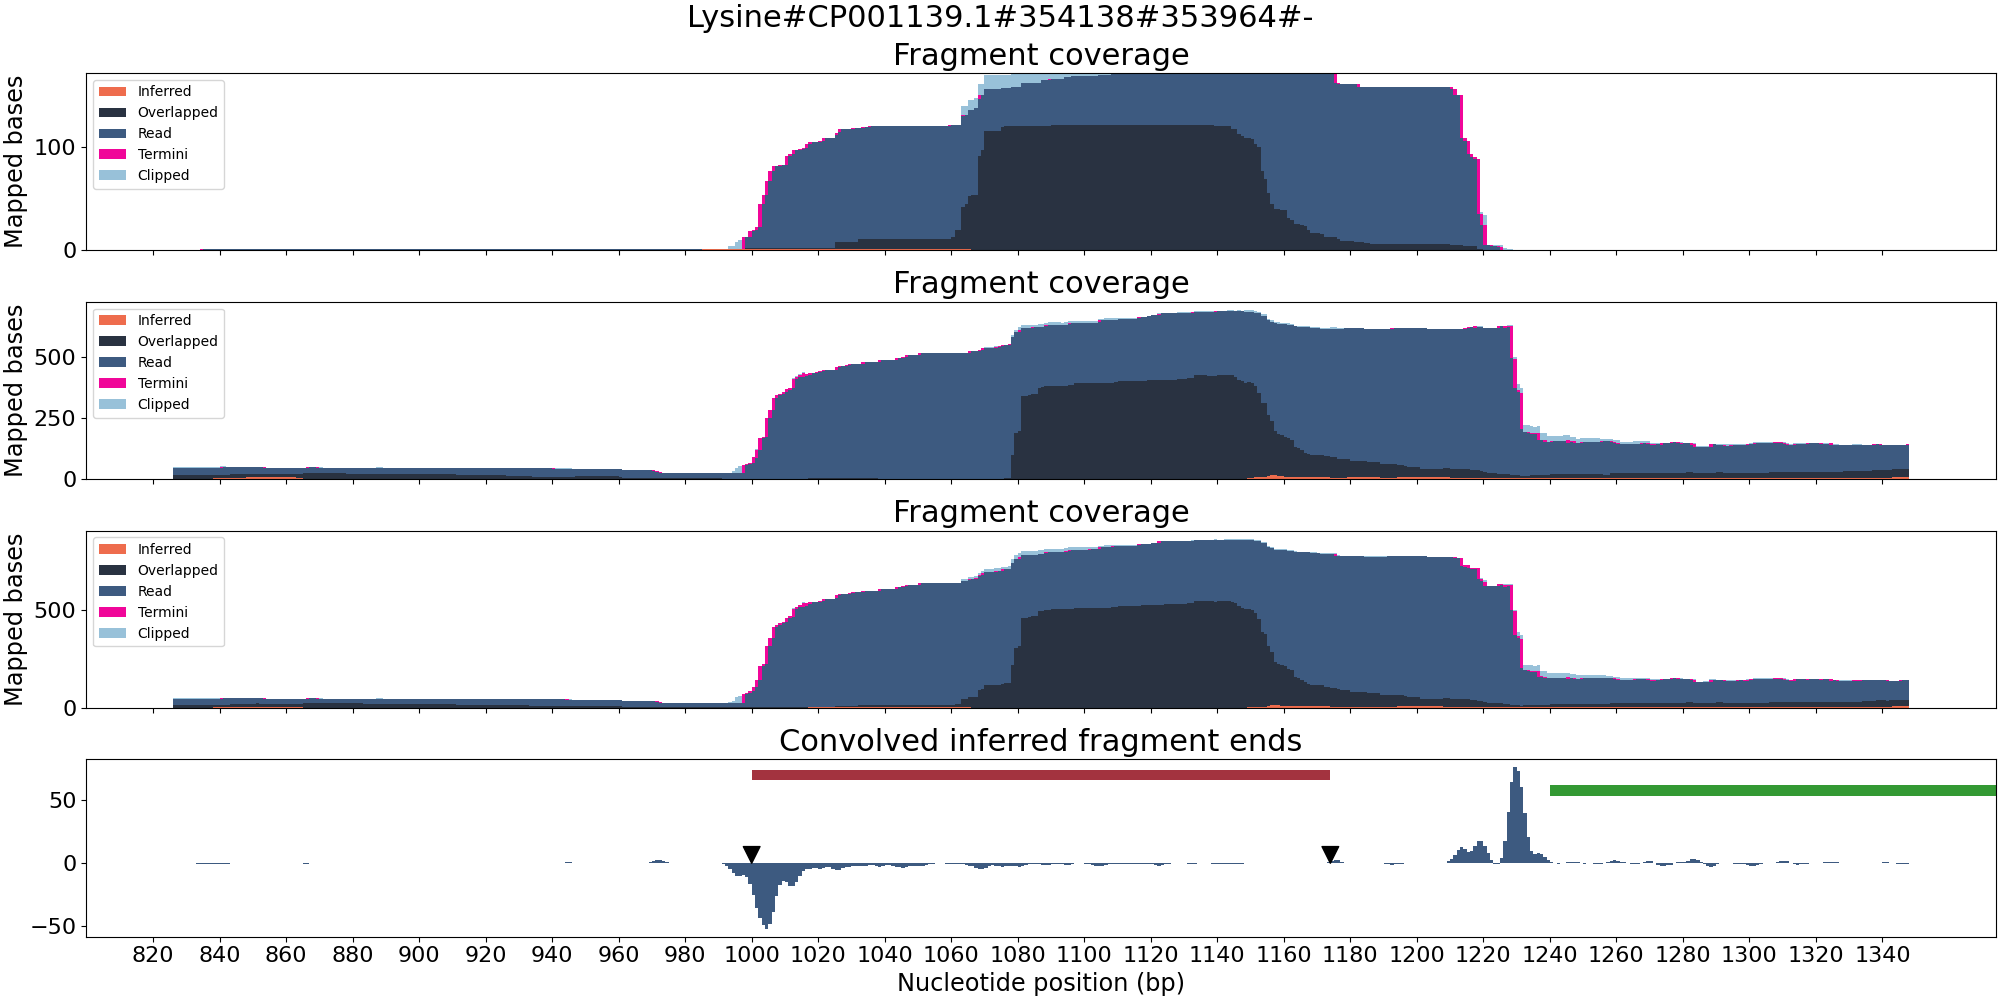 Lysine#CP001139.1#354138#353964#-
Fragment coverage
Mapped bases
100
0
Inferred
Overlapped
Read
Termini
Clipped
Fragment coverage
Mapped bases
500
250
0
Inferred
Overlapped
Read
Termini
Clipped
Fragment coverage
Mapped bases
500
0
Inferred
Overlapped
Read
Termini
Clipped
Convolved inferred fragment ends
50
0
−50
820 840 860 880 900 920 940 960 980 1000 1020 1040 1060 1080 1100 1120 1140 1160 1180 1200 1220 1240 1260 1280 1300 1320 1340
Nucleotide position (bp)